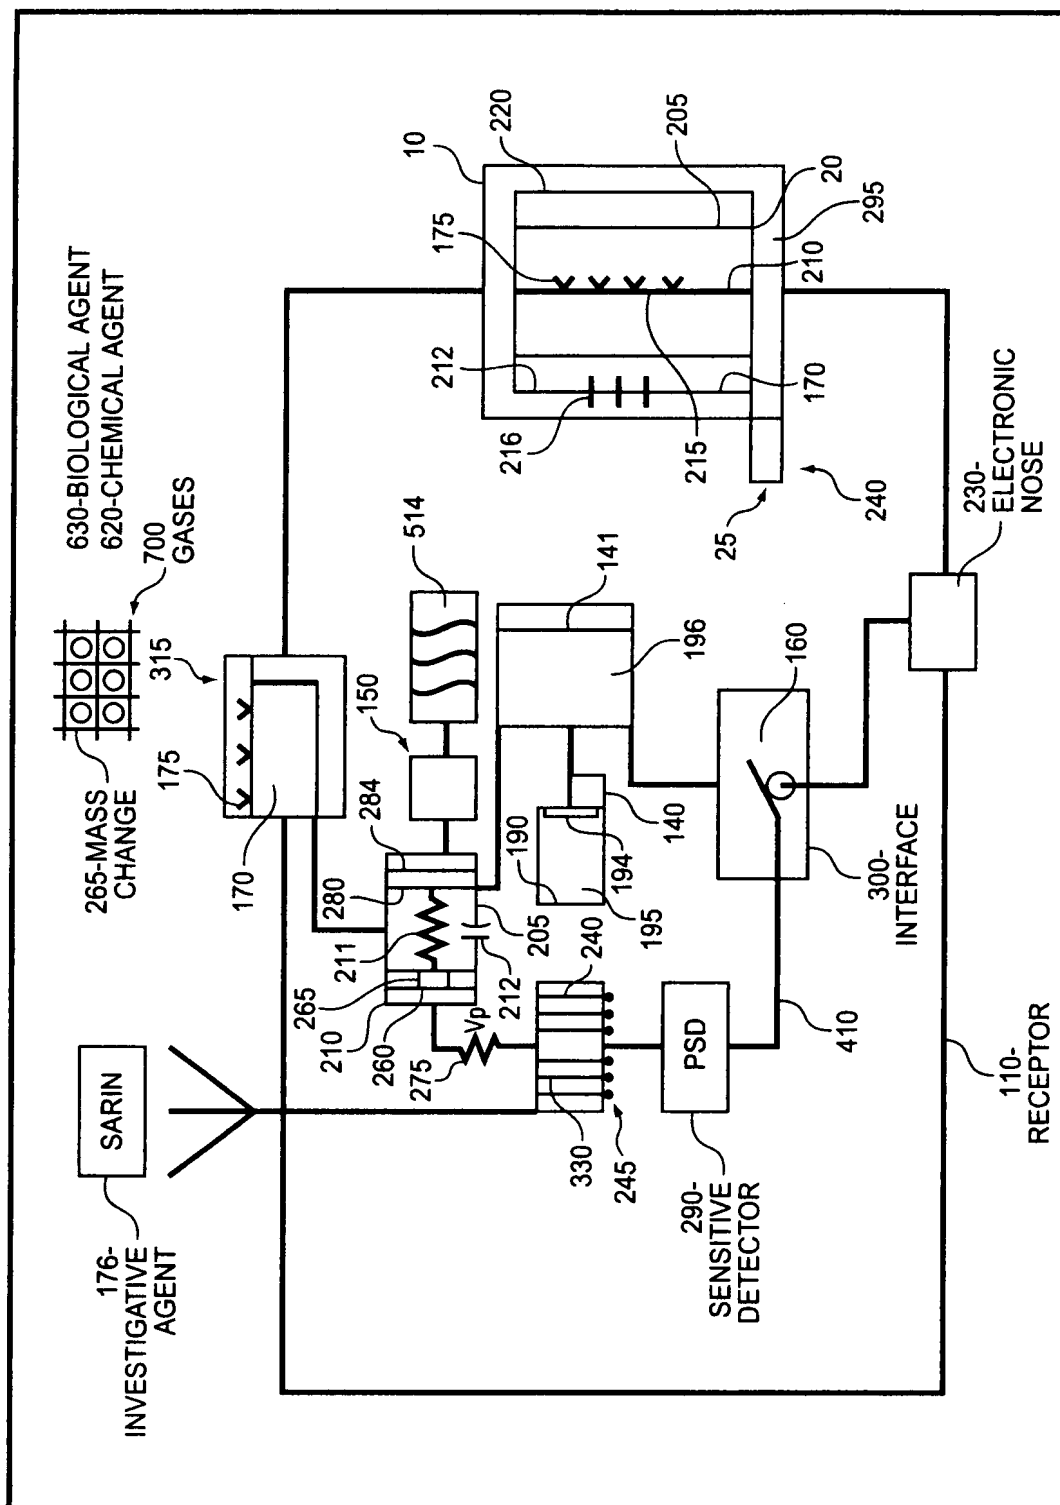 176-
INVESTIGATIVE
AGENT
SARIN
265-MASS
CHANGE
630-BIOLOGICAL AGENT
620-CHEMICAL AGENT
700
GASES
315
175
170
210
265
260
211
280
284
150
514
275
Vp
212
205
330
240
245
190
195
194
140
141
196
290-
SENSITIVE
DETECTOR
PSD
410
300-
INTERFACE
160
212
216
175
10
220
205
20
295
210
215
170
25
240
230-
ELECTRONIC
NOSE
110-
RECEPTOR